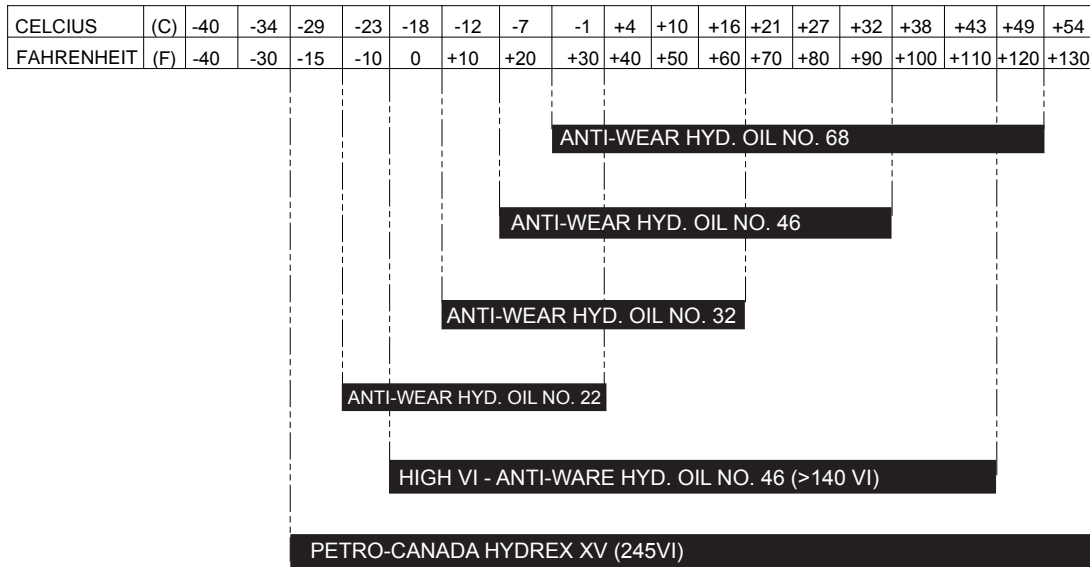 CELCIUS (C) -40 -34 -29 -23 -18 -12 -7 -1 +4 +10 +16 +21 +27 +32 +38 +43 +49 +54
FAHRENHEIT (F) -40 -30 -15 -10 0 +10 +20 +30 +40 +50 +60 +70 +80 +90 +100 +110 +120 +130
ANTI-WEAR HYD. OIL NO. 68
ANTI-WEAR HYD. OIL NO. 46
ANTI-WEAR HYD. OIL NO. 32
ANTI-WEAR HYD. OIL NO. 22
HIGH VI - ANTI-WARE HYD. OIL NO. 46 (>140 VI)
PETRO-CANADA HYDREX XV (245VI)